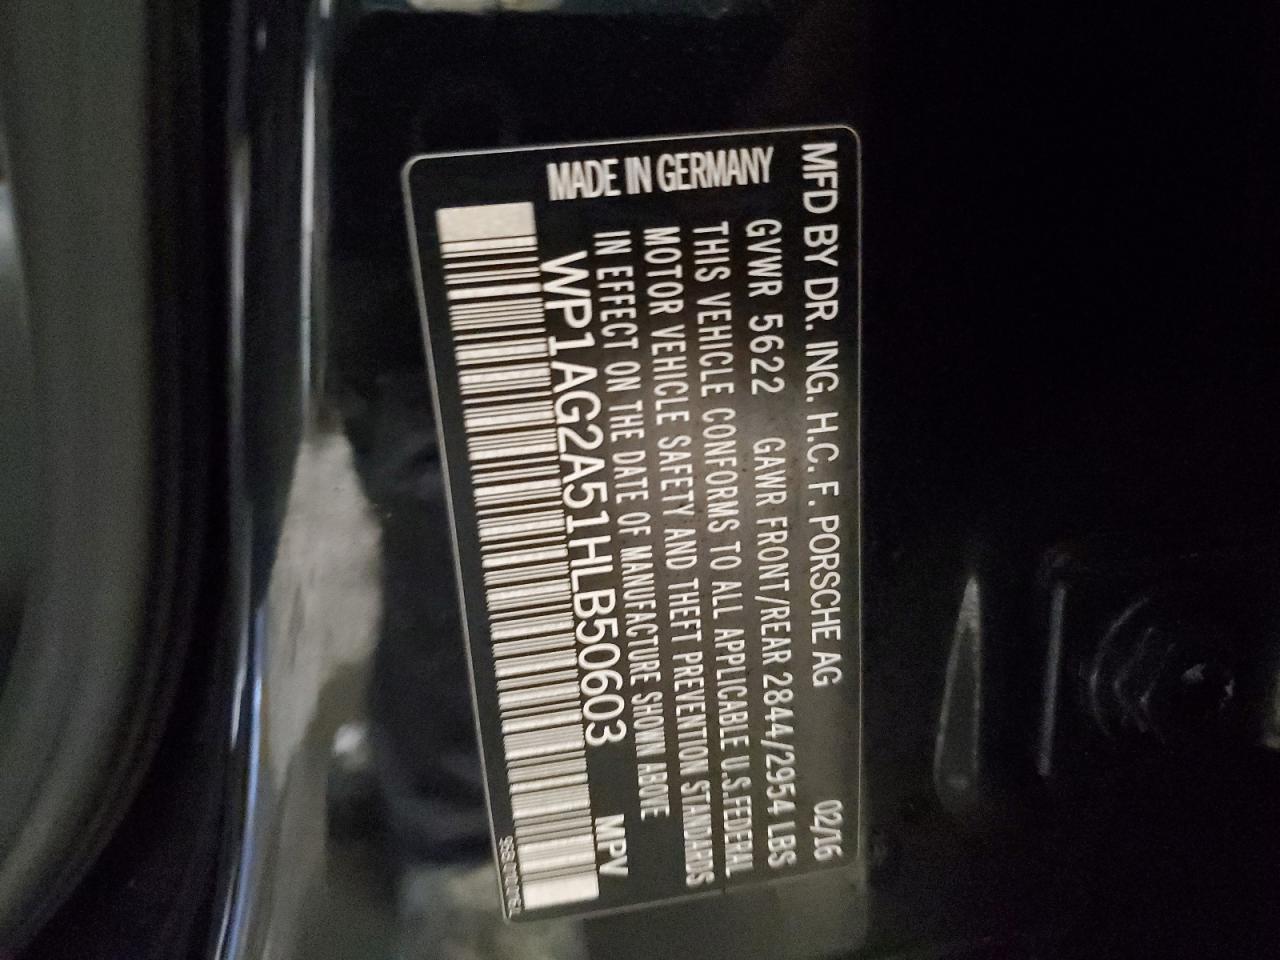 MFD BY DR. ING. H.C. F. PORSCHE AG 02/16
GVWR 5622 GAWR FRONT/REAR 2844/2954 LBS
THIS VEHICLE CONFORMS TO ALL APPLICABLE U.S.FEDERAL
MOTOR VEHICLE SAFETY AND THEFT PREVENTION STANDARDS
IN EFFECT ON THE DATE OF MANUFACTURE SHOWN ABOVE
WP1AG2A51HLB50603 MPV
MADE IN GERMANY